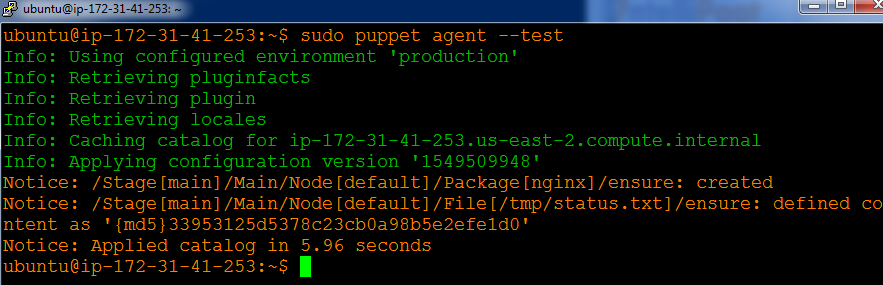 ubuntu@ip-172-31-41-253: ~
ubuntu@ip-172-31-41-253:~$ sudo puppet agent --test
Info: Using configured environment 'production'
Info: Retrieving pluginfacts
Info: Retrieving plugin
Info: Retrieving locales
Info: Caching catalog for ip-172-31-41-253.us-east-2.compute.internal
Info: Applying configuration version '1549509948'
Notice: /Stage[main]/Main/Node[default]/Package[nginx]/ensure: created
Notice: /Stage[main]/Main/Node[default]/File[/tmp/status.txt]/ensure: defined co
ntent as '{md5}33953125d5378c23cb0a98b5e2efe1d0'
Notice: Applied catalog in 5.96 seconds
ubuntu@ip-172-31-41-253:~$